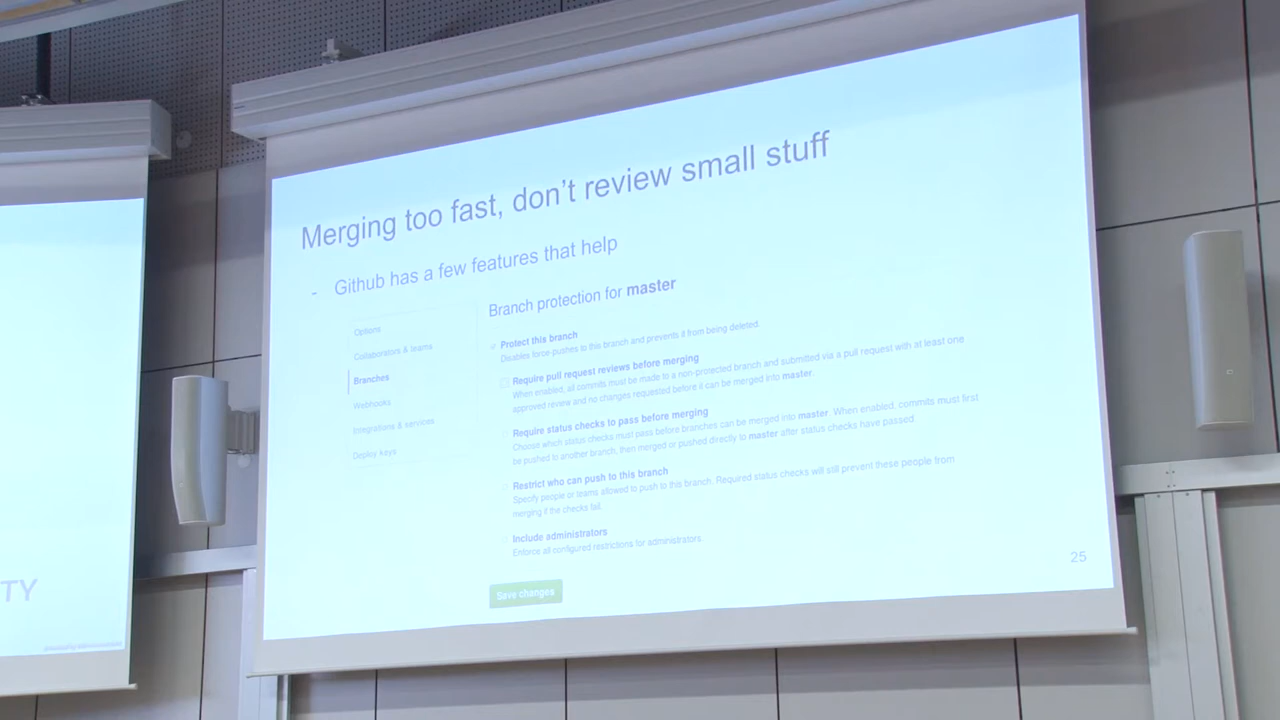 Merging too fast, don't review small stuff
- Github has a few features that help
Options
Collaborators & teams
Branches
Webhooks
Integrations & services
Deploy keys
Branch protection for master
Protect this branch
Disables force-pushes to this branch and prevents it from being deleted.
Require pull request reviews before merging
When enabled, all commits must be made to a non-protected branch and submitted via a pull request with at least one
approved review and no changes requested before it can be merged into master.
Require status checks to pass before merging
Choose which status checks must pass before branches can be merged into master. When enabled, commits must first
be pushed to another branch, then merged or pushed directly to master after status checks have passed.
Restrict who can push to this branch
Specify people or teams allowed to push to this branch. Required status checks will still prevent these people from
merging if the checks fail.
Include administrators
Enforce all configured restrictions for administrators.
Save changes
25
TY